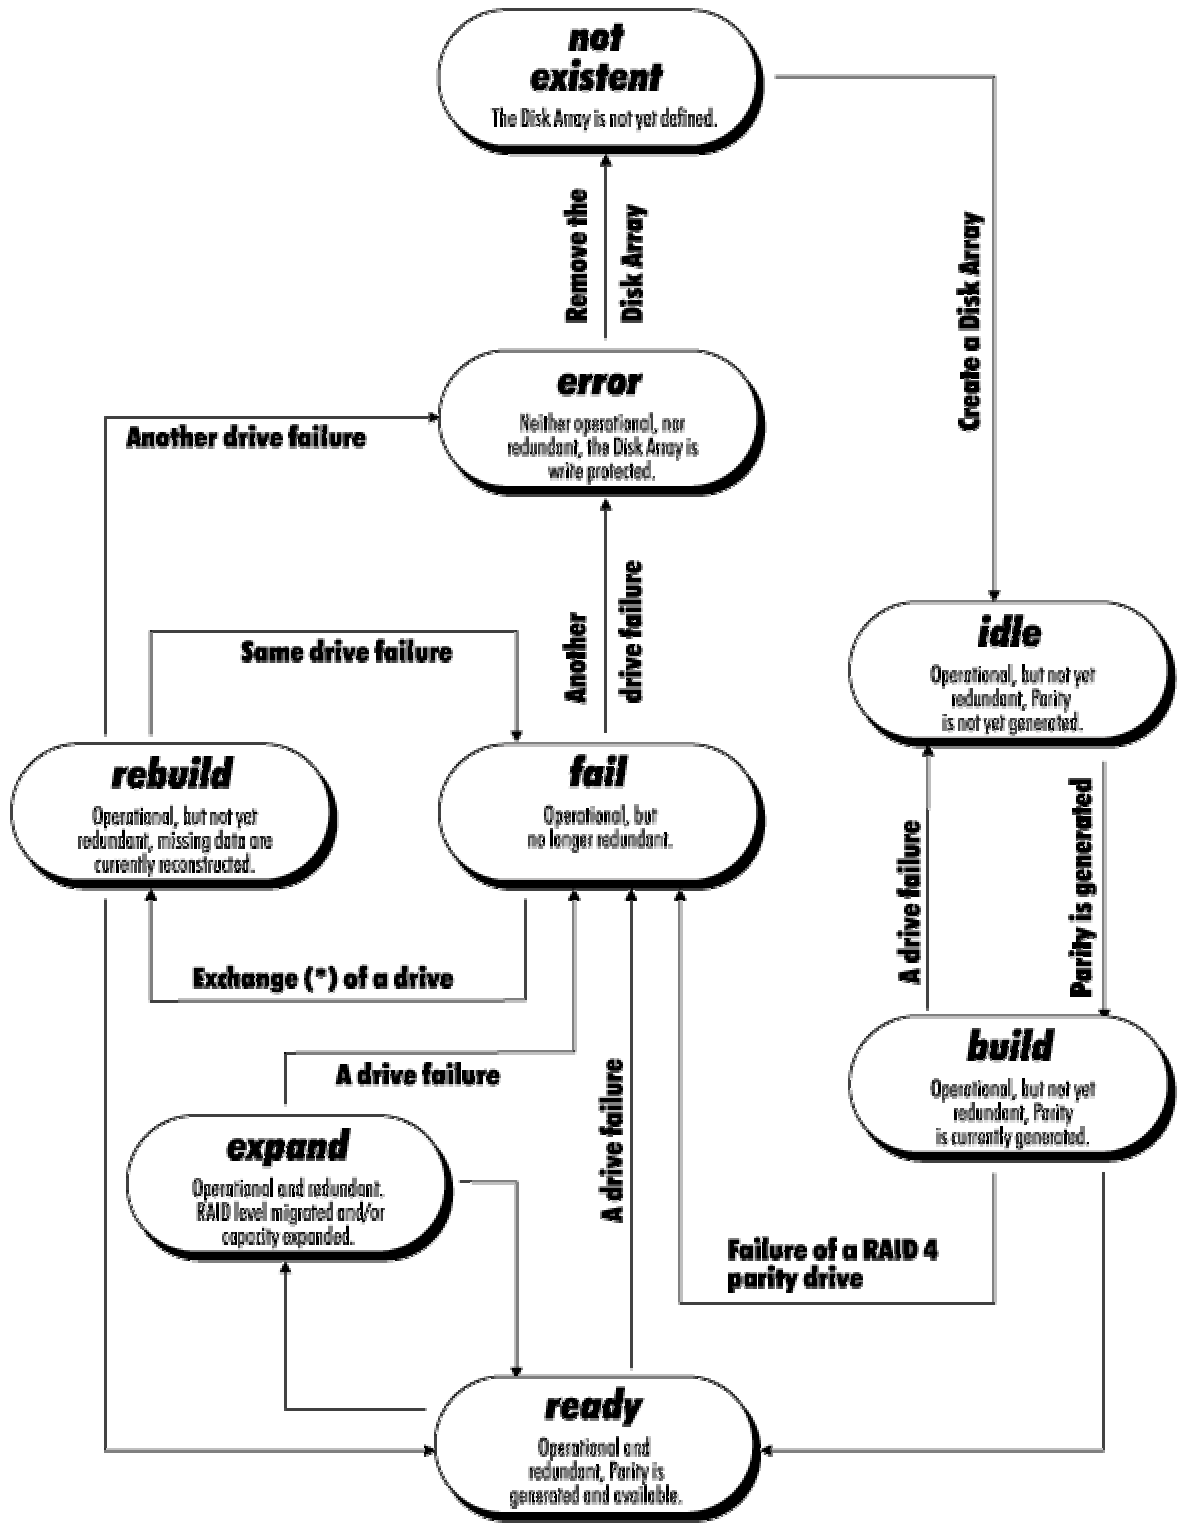 not
existent
The Disk Array is not yet defined.
Remove the
Disk Array
Create a Disk Array
error
Neither operational, nor
redundant, the Disk Array is
write protected.
Another drive failure
Another
drive failure
Same drive failure
idle
Operational, but not yet
redundant, Parity
is not yet generated.
rebuild
Operational, but not yet
redundant, missing data are
currently reconstructed.
fail
Operational, but
no longer redundant.
A drive failure
Parity is generated
Exchange (*) of a drive
A drive failure
A drive failure
build
Operational, but not yet
redundant, Parity
is currently generated.
expand
Operational and redundant.
RAID level migrated and/or
capacity expanded.
Failure of a RAID 4
parity drive
ready
Operational and
redundant, Parity is
generated and available.